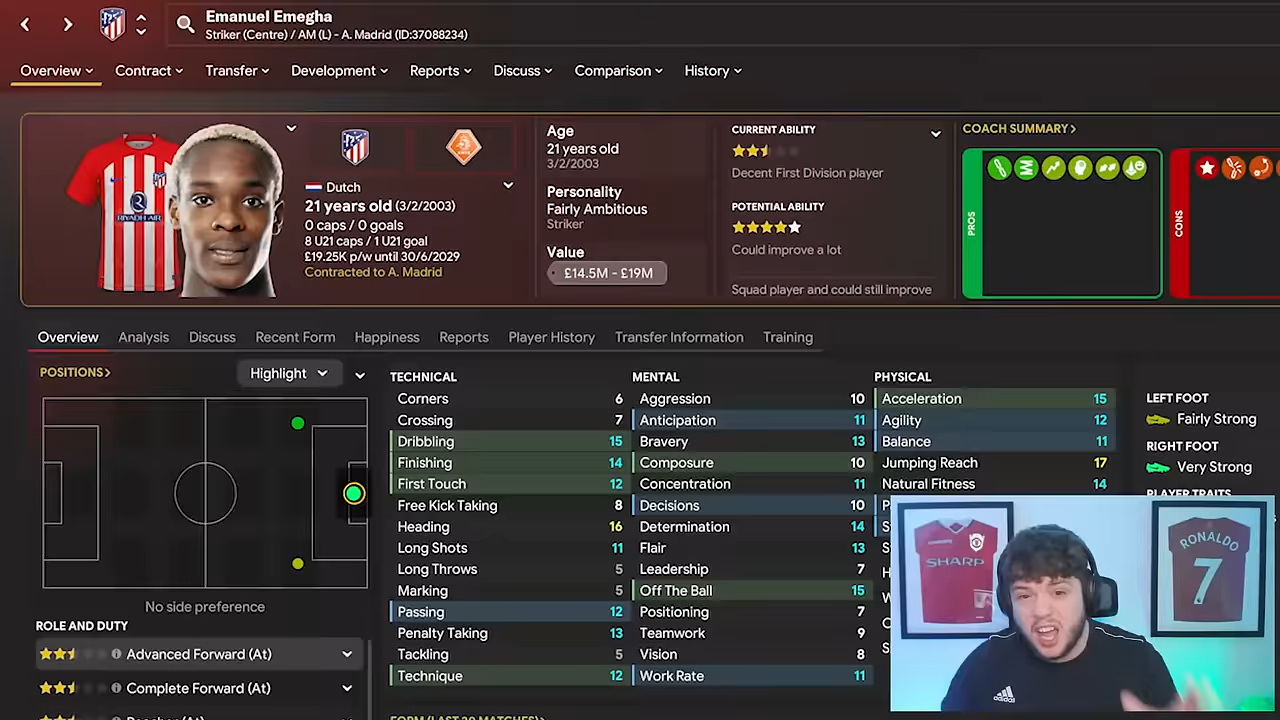 Emanuel Emegha
Striker (Centre) / AM (L) - A. Madrid (ID:37088234)
Overview
Contract
Transfer
Development
Reports
Discuss
Comparison
History
RIYADH AIR
Dutch
21 years old (3/2/2003)
0 caps / 0 goals
8 U21 caps / 1 U21 goal
£19.25K p/w until 30/6/2029
Contracted to A. Madrid
Age
21 years old
3/2/2003
Personality
Fairly Ambitious
Striker
Value
£14.5M - £19M
CURRENT ABILITY
Decent First Division player
POTENTIAL ABILITY
Could improve a lot
Squad player and could still improve
COACH SUMMARY>
PROS
CONS
Overview
Analysis
Discuss
Recent Form
Happiness
Reports
Player History
Transfer Information
Training
POSITIONS>
Highlight
No side preference
ROLE AND DUTY
Advanced Forward (At)
Complete Forward (At)
TECHNICAL
Corners 6
Crossing 7
Dribbling 15
Finishing 14
First Touch 12
Free Kick Taking 8
Heading 16
Long Shots 11
Long Throws 5
Marking 5
Passing 12
Penalty Taking 13
Tackling 5
Technique 12
MENTAL
Aggression 10
Anticipation 11
Bravery 13
Composure 10
Concentration 11
Decisions 10
Determination 14
Flair 13
Leadership 7
Off The Ball 15
Positioning 7
Teamwork 9
Vision 8
Work Rate 11
PHYSICAL
Acceleration 15
Agility 12
Balance 11
Jumping Reach 17
Natural Fitness 14
LEFT FOOT
Fairly Strong
RIGHT FOOT
Very Strong
PLAYER TRAITS
SHARP
RONALDO
7
adidas